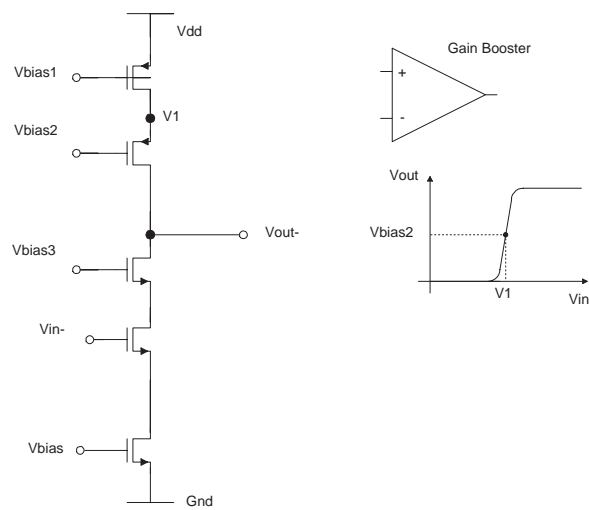 Vdd
Vbias1
V1
Vbias2
Vout-
Vbias3
Vin-
Vbias
Gnd
Gain Booster
+
-
Vout
Vbias2
V1
Vin